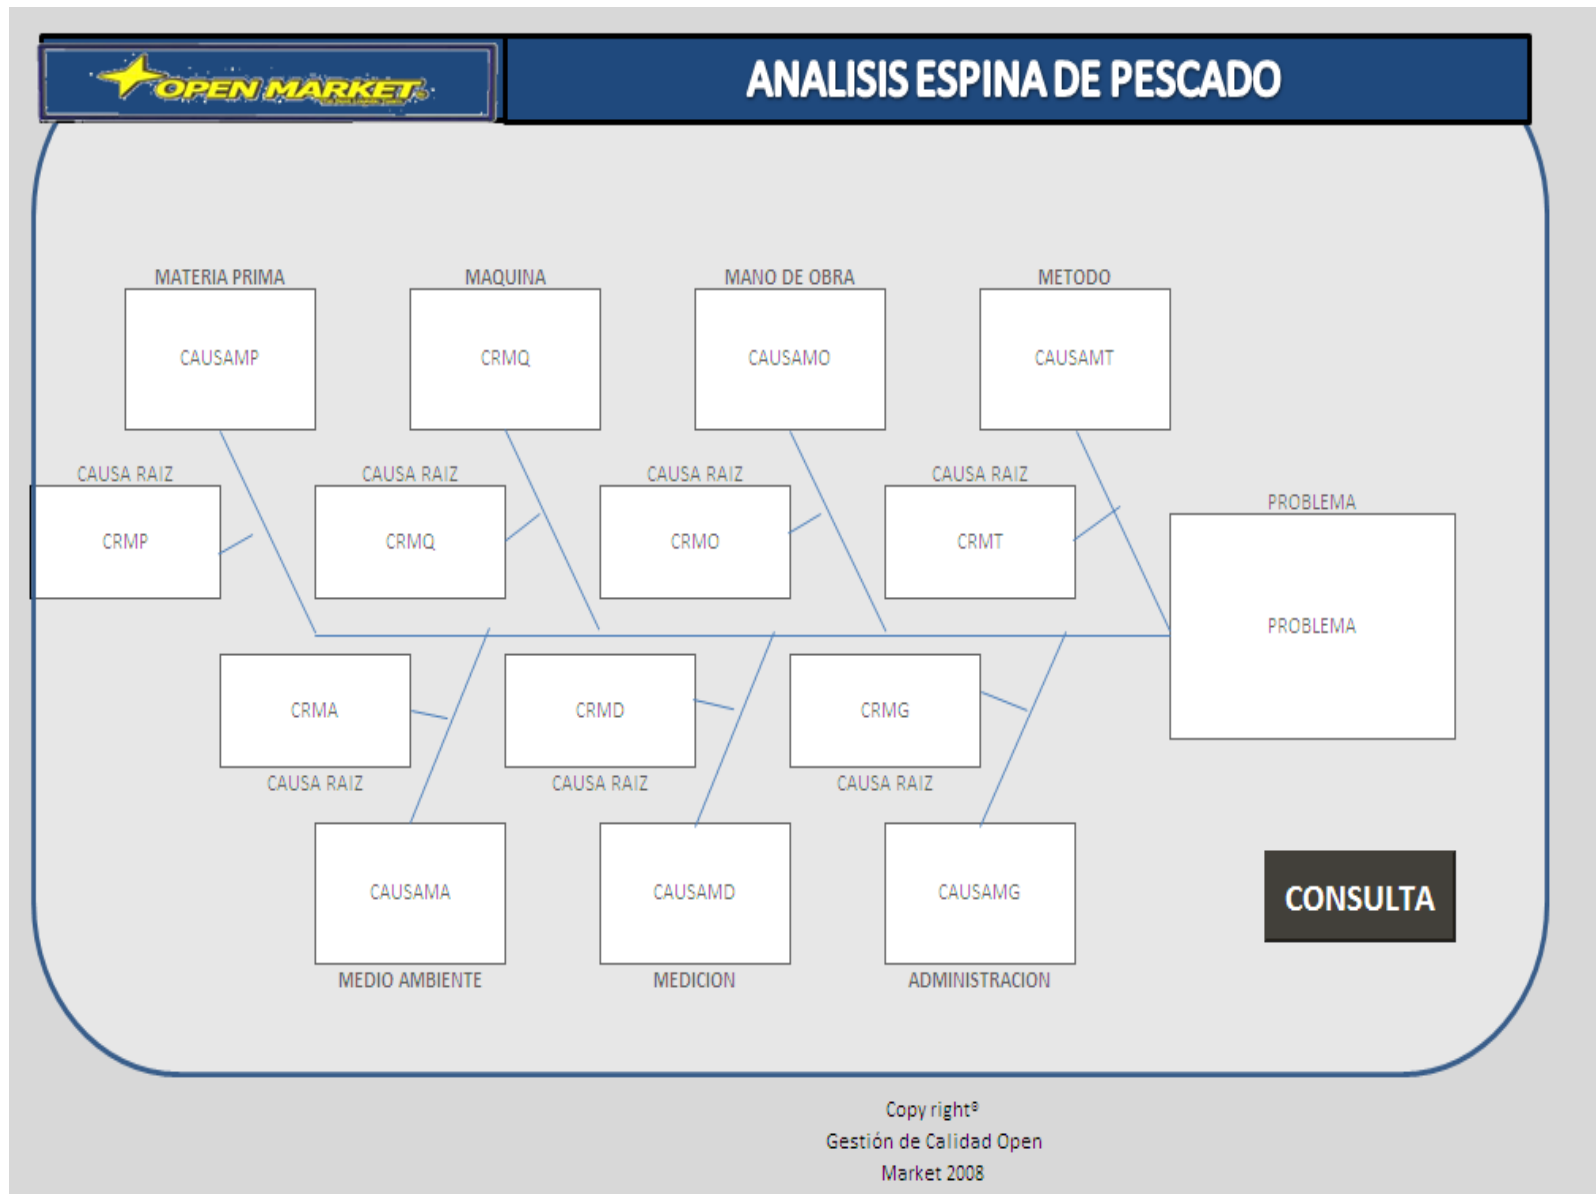 OPEN MARKET
ANALISIS ESPINA DE PESCADO
MATERIA PRIMA
MAQUINA
MANO DE OBRA
METODO
CAUSAMP
CRMQ
CAUSAMO
CAUSAMT
CAUSA RAIZ
CAUSA RAIZ
CAUSA RAIZ
CAUSA RAIZ
PROBLEMA
CRMP
CRMQ
CRMO
CRMT
PROBLEMA
CRMA
CRMD
CRMG
CAUSA RAIZ
CAUSA RAIZ
CAUSA RAIZ
CAUSAMA
CAUSAMD
CAUSAMG
CONSULTA
MEDIO AMBIENTE
MEDICION
ADMINISTRACION
Copy right®
Gestión de Calidad Open
Market 2008